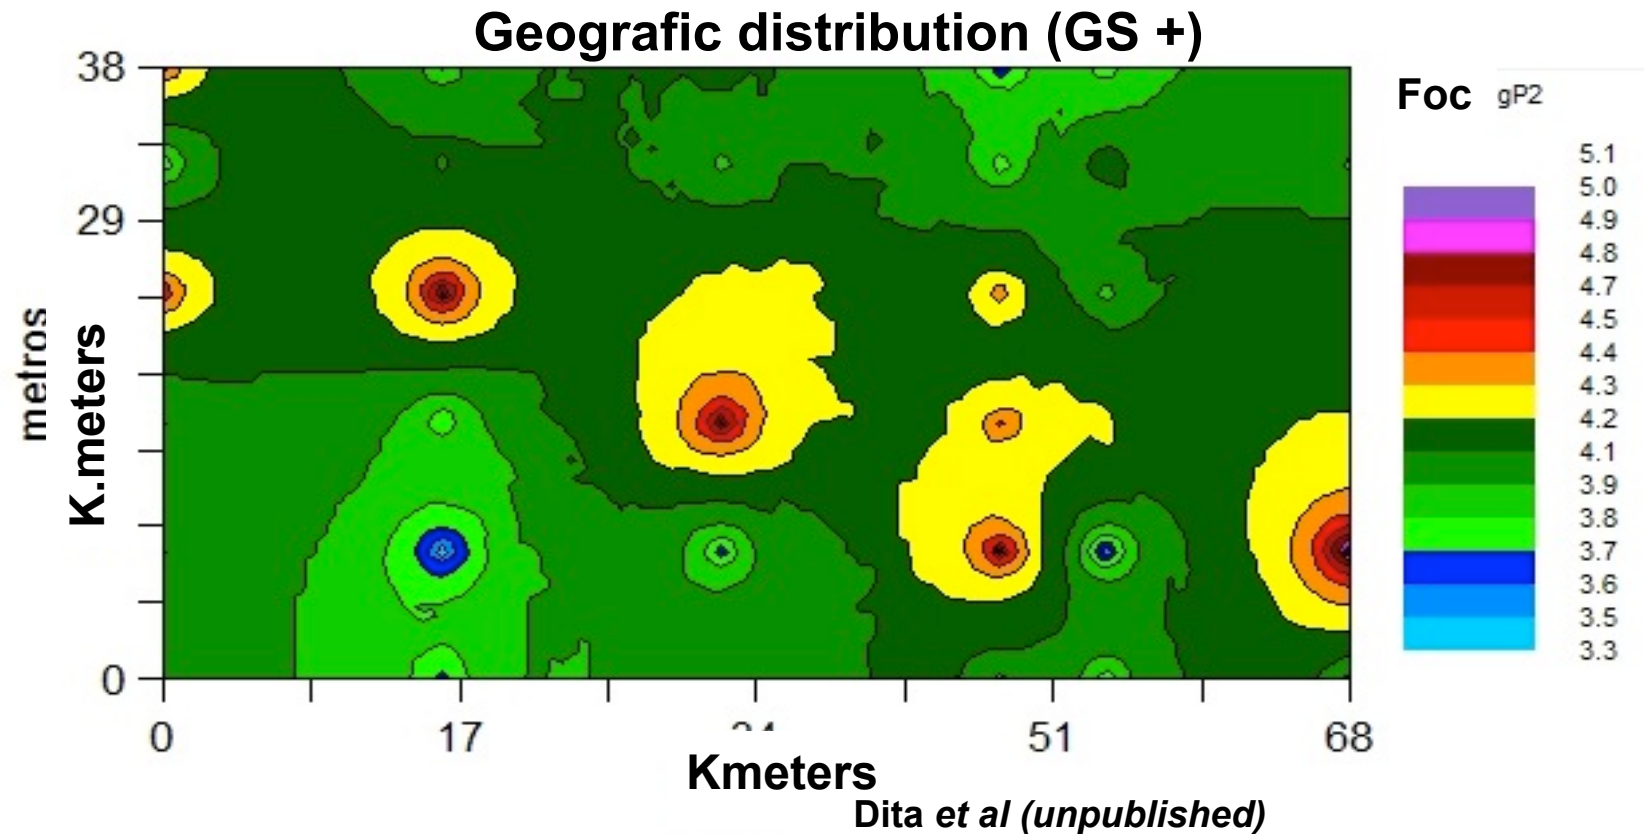 Geografic distribution (GS +)
38
29
0
metros
K.meters
0 17 51 68
Kmeters
Dita et al (unpublished)
Foc gP2
5.1
5.0
4.9
4.8
4.7
4.5
4.4
4.3
4.2
4.1
3.9
3.8
3.7
3.6
3.5
3.3